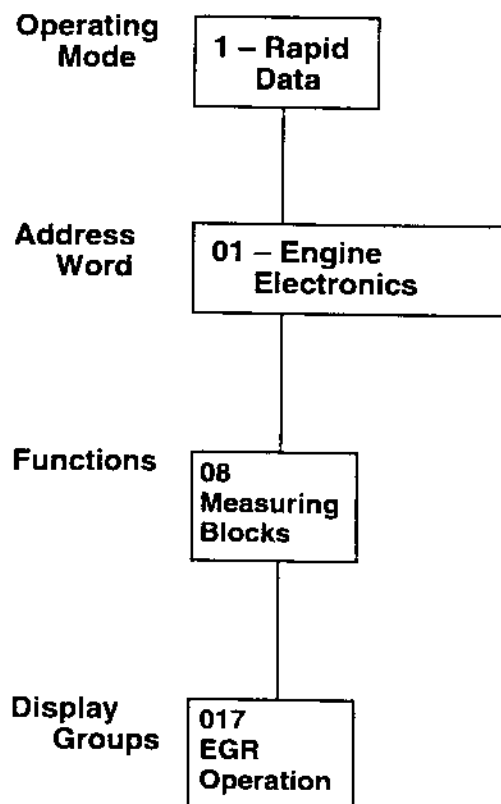 Operating
Mode
1 – Rapid
Data
Address
Word
01 – Engine
Electronics
Functions
08
Measuring
Blocks
Display
Groups
017
EGR
Operation